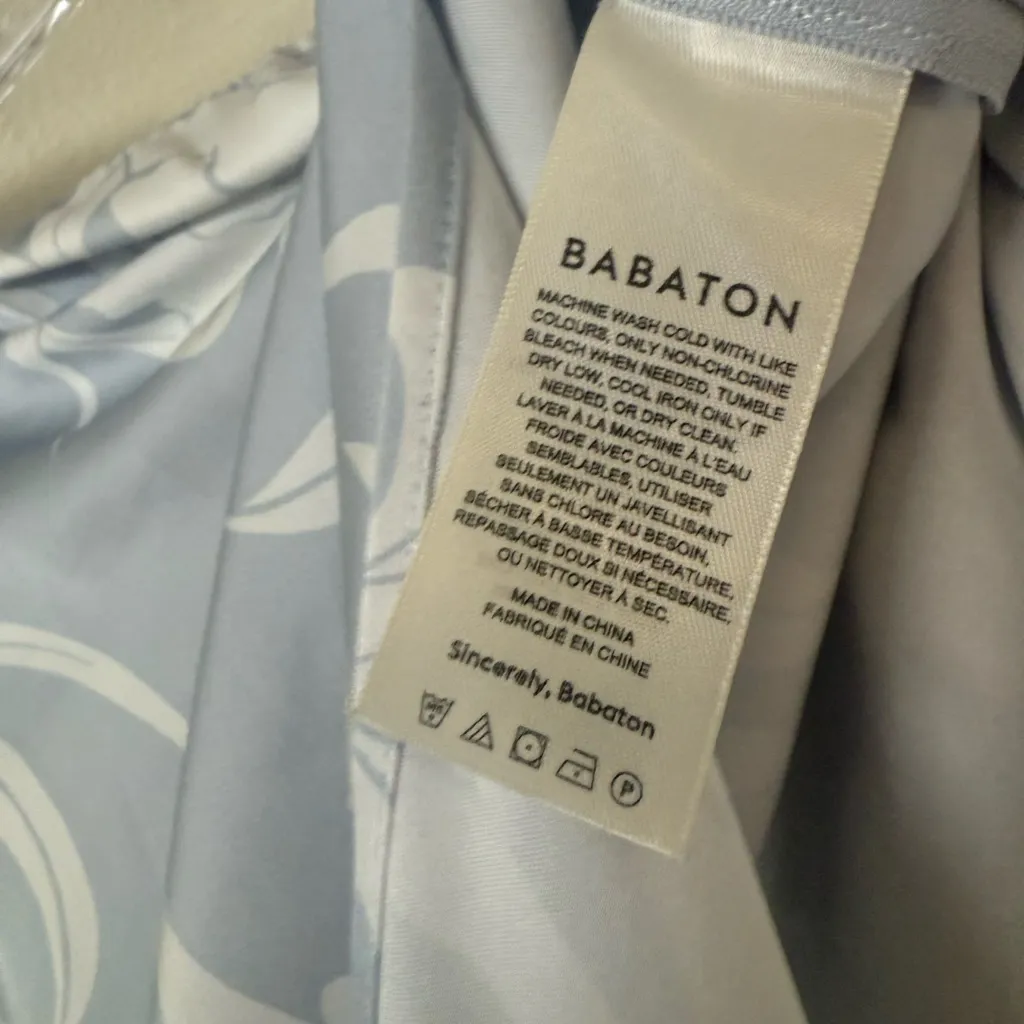 BABATON
MACHINE WASH COLD WITH LIKE
COLOURS, ONLY NON-CHLORINE
BLEACH WHEN NEEDED, TUMBLE
DRY LOW, COOL IRON ONLY IF
NEEDED, OR DRY CLEAN.
LAVER À LA MACHINE À L'EAU
FROIDE AVEC COULEURS
SEMBLABLES, UTILISER
SEULEMENT UN JAVELLISANT
SANS CHLORE AU BESOIN,
SÉCHER À BASSE TEMPÉRATURE,
REPASSAGE DOUX SI NÉCESSAIRE,
OU NETTOYER À SEC.
MADE IN CHINA
FABRIQUÉ EN CHINE
Sincerely, Babaton
P